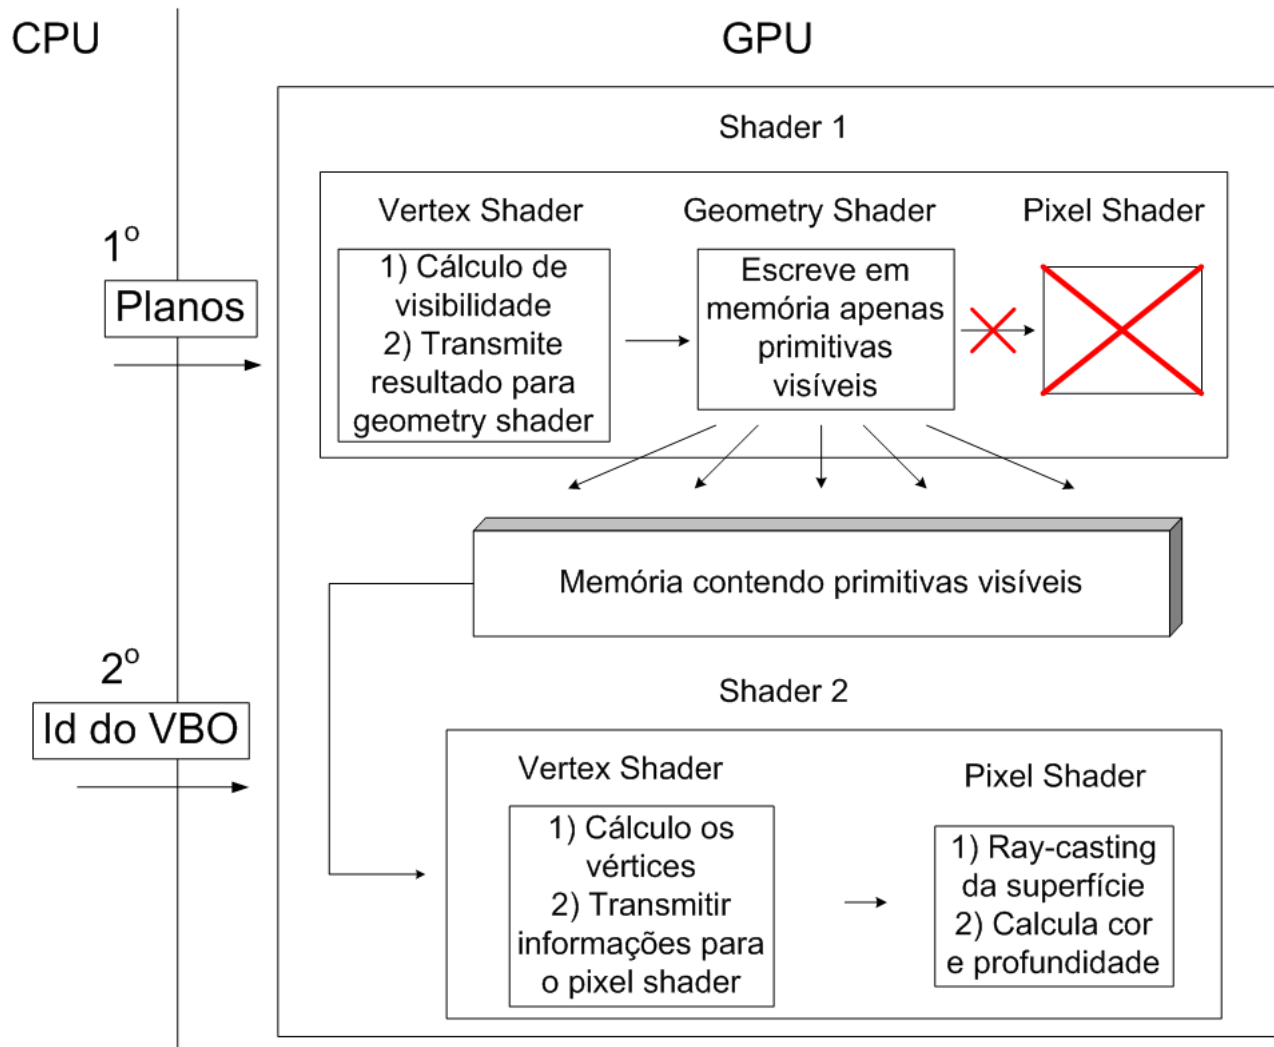 CPU
GPU
Shader 1
Vertex Shader
Geometry Shader
Pixel Shader
1º
Planos
1) Cálculo de
visibilidade
2) Transmite
resultado para
geometry shader
Escreve em
memória apenas
primitivas
visíveis
Memória contendo primitivas visíveis
2º
Id do VBO
Shader 2
Vertex Shader
Pixel Shader
1) Cálculo os
vértices
2) Transmitir
informações para
o pixel shader
1) Ray-casting
da superfície
2) Calcula cor
e profundidade